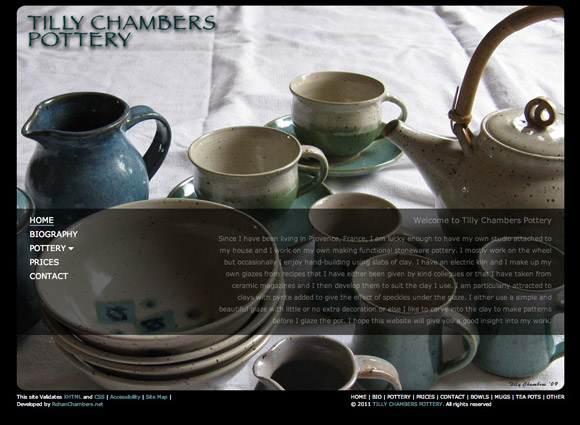 TILLY CHAMBERS
POTTERY
HOME
BIOGRAPHY
POTTERY
PRICES
CONTACT
Welcome to Tilly Chambers Pottery
Since I have been living in Provence, France, I am lucky enough to have my own studio attached to
my house and I work on making functional stoneware pottery. I mostly work on the wheel
but occasionally I enjoy hand-building using slabs of clay. I have an electric kiln and I make up my
own glazes from recipes that I have either been given by kind collegues or that I have taken from
ceramic magazines and I then develop them to suit the clay I use. I am particularly attracted to
clays with pyrite added to give the effect of speckles under the glaze. I either use a simple and
beautiful glaze with little or no extra decoration or else I like to carve into the clay to make patterns
before I glaze the pot. I hope this website will give you a good insight into my work.
Tilly Chambers '09
This site Validates XHTML and CSS | Accessibility | Site Map |
Developed by RohanChambers.net
HOME | BIO | POTTERY | PRICES | CONTACT | BOWLS | MUGS | TEA POTS | OTHER
© 2011 TILLY CHAMBERS POTTERY. All rights reserved